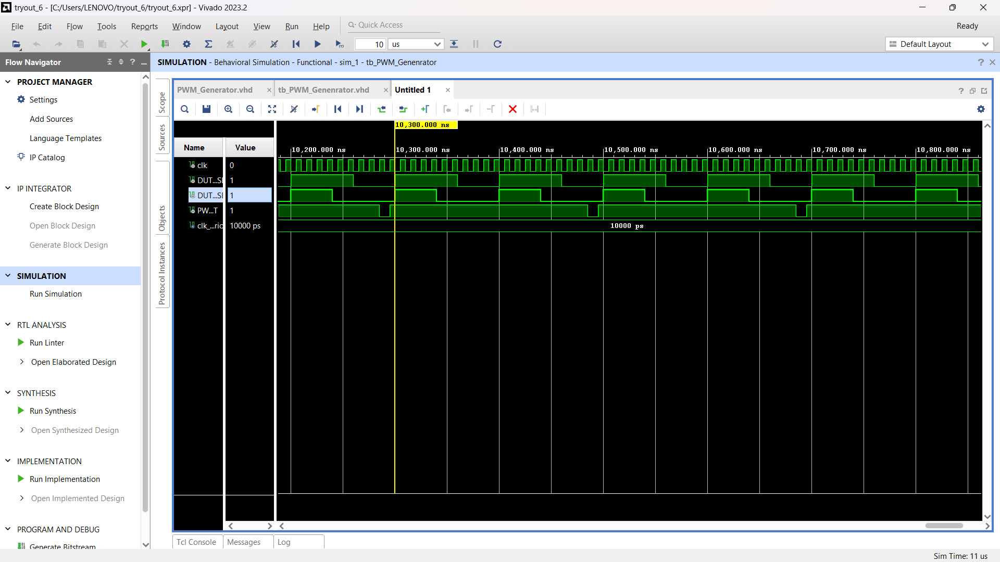 tryout_6 - [C:/Users/LENOVO/tryout_6/tryout_6.xpr] - Vivado 2023.2
File Edit Flow Tools Reports Window Layout View Run Help Quick Access Ready
10 us Default Layout
Flow Navigator
PROJECT MANAGER
Settings
Add Sources
Language Templates
IP Catalog
IP INTEGRATOR
Create Block Design
Open Block Design
Generate Block Design
SIMULATION
Run Simulation
RTL ANALYSIS
Run Linter
Open Elaborated Design
SYNTHESIS
Run Synthesis
Open Synthesized Design
IMPLEMENTATION
Run Implementation
Open Implemented Design
PROGRAM AND DEBUG
Generate Bitstream
SIMULATION - Behavioral Simulation - Functional - sim_1 - tb_PWM_Genenrator
Scope
Sources
Objects
Protocol Instances
PWM_Generator.vhd tb_PWM_Genenrator.vhd Untitled 1
10,300.000 ns
Name Value
10,200.000 ns 10,300.000 ns 10,400.000 ns 10,500.000 ns 10,600.000 ns 10,700.000 ns 10,800.000 ns
clk 0
DUT...SI 1
DUT...SI 1
PW...T 1
clk_...rio 10000 ps 10000 ps
Tcl Console Messages Log
Sim Time: 11 us